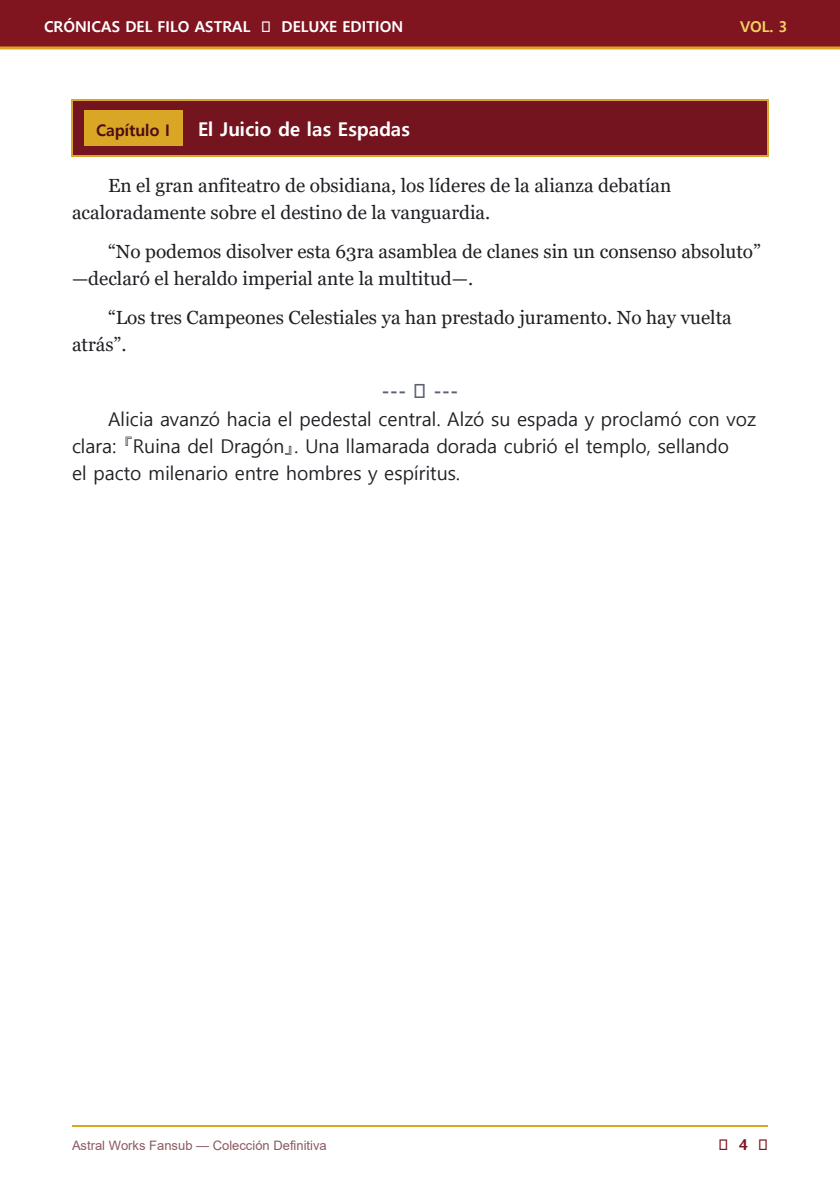 CRÓNICAS DEL FILO ASTRAL ▯ DELUXE EDITION
VOL. 3
Capítulo I
El Juicio de las Espadas
En el gran anfiteatro de obsidiana, los líderes de la alianza debatían
acaloradamente sobre el destino de la vanguardia.
“No podemos disolver esta 63ra asamblea de clanes sin un consenso absoluto”
—declaró el heraldo imperial ante la multitud—.
“Los tres Campeones Celestiales ya han prestado juramento. No hay vuelta
atrás”.
--- ▯ ---
Alicia avanzó hacia el pedestal central. Alzó su espada y proclamó con voz
clara:『Ruina del Dragón』. Una llamarada dorada cubrió el templo, sellando
el pacto milenario entre hombres y espíritus.
Astral Works Fansub — Colección Definitiva
▯ 4 ▯